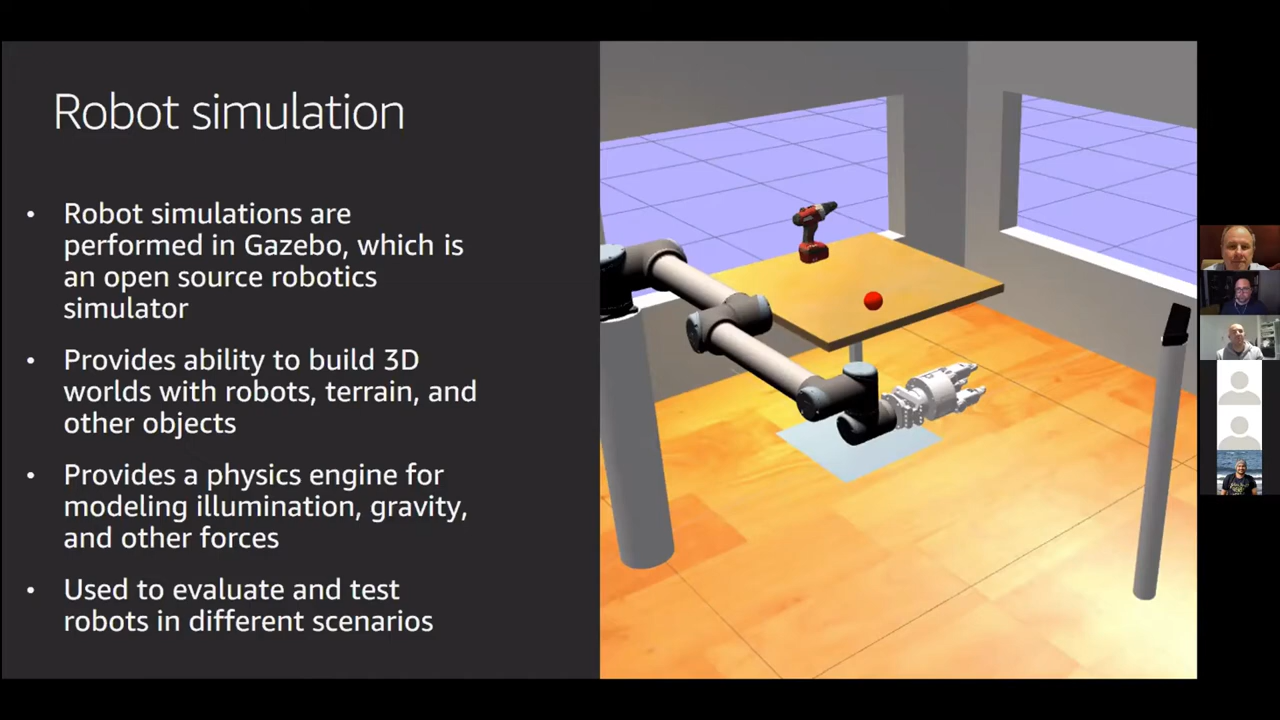 Robot simulation
• Robot simulations are
performed in Gazebo, which is
an open source robotics
simulator
• Provides ability to build 3D
worlds with robots, terrain, and
other objects
• Provides a physics engine for
modeling illumination, gravity,
and other forces
• Used to evaluate and test
robots in different scenarios